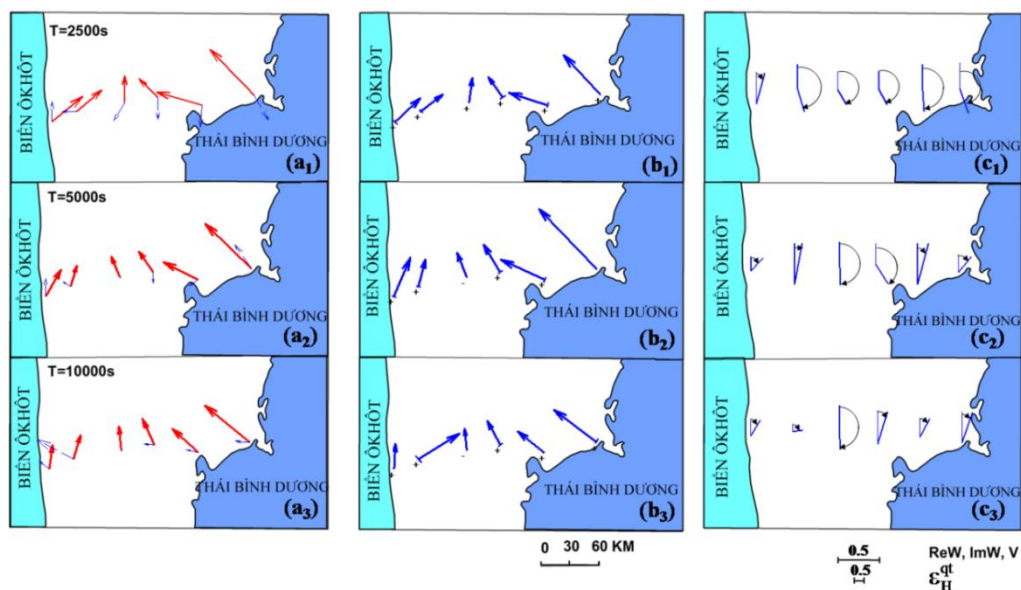 T=2500s
BIỂN ÔKHÔT
THÁI BÌNH DƯƠNG
(a1)
BIỂN ÔKHÔT
THÁI BÌNH DƯƠNG
(b1)
BIỂN ÔKHÔT
THÁI BÌNH DƯƠNG
(c1)
T=5000s
BIỂN ÔKHÔT
THÁI BÌNH DƯƠNG
(a2)
BIỂN ÔKHÔT
THÁI BÌNH DƯƠNG
(b2)
BIỂN ÔKHÔT
THÁI BÌNH DƯƠNG
(c2)
T=10000s
BIỂN ÔKHÔT
THÁI BÌNH DƯƠNG
(a3)
BIỂN ÔKHÔT
THÁI BÌNH DƯƠNG
(b3)
BIỂN ÔKHÔT
THÁI BÌNH DƯƠNG
(c3)
0 30 60 KM
0.5 ReW, ImW, V
0.5 εH^qt